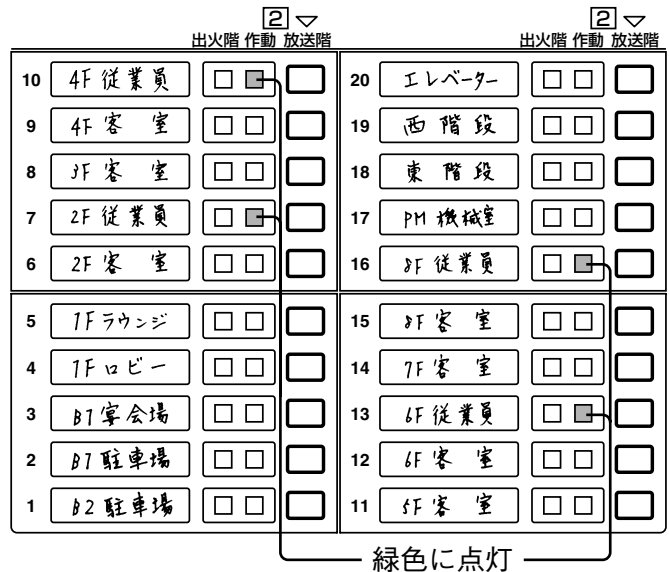 2 ▽
出火階 作動 放送階
10 4F 従業員
9 4F 客 室
8 3F 客 室
7 2F 従業員
6 2F 客 室
5 1F ラウンジ
4 1F ロビー
3 B1 宴会場
2 B1 駐車場
1 B2 駐車場
2 ▽
出火階 作動 放送階
20 エレベーター
19 西 階 段
18 東 階 段
17 PM 機械室
16 8F 従業員
15 8F 客 室
14 7F 客 室
13 6F 従業員
12 6F 客 室
11 5F 客 室
緑色に点灯